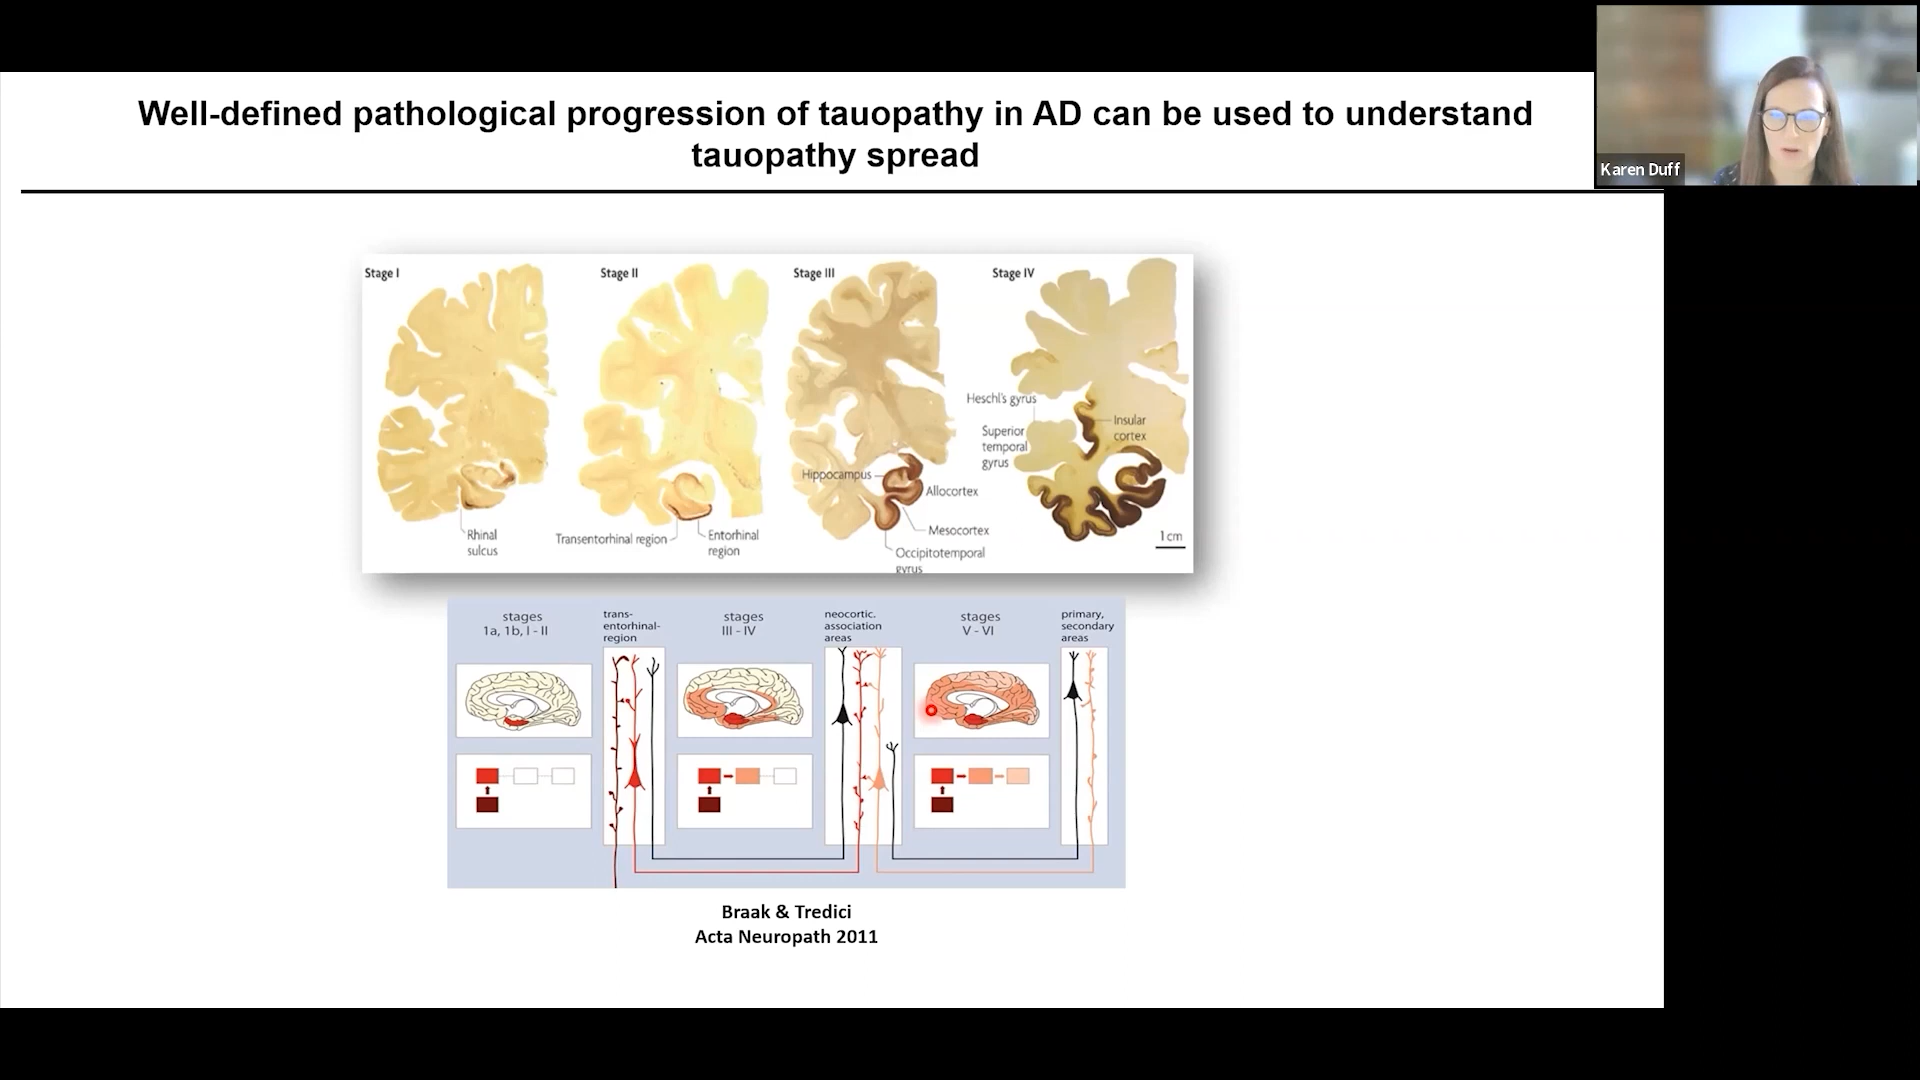 Well-defined pathological progression of tauopathy in AD can be used to understand
tauopathy spread
Karen Duff
Stage I
Stage II
Stage III
Stage IV
Heschl's gyrus
Superior
temporal
gyrus
Insular
cortex
Hippocampus
Allocortex
Mesocortex
Occipitotemporal
gyrus
Rhinal
sulcus
Transentorhinal region
Entorhinal
region
1 cm
stages
1a, 1b, I - II
trans-
entorhinal-
region
stages
III - IV
neocortic.
association
areas
stages
V - VI
primary,
secondary
areas
Braak & Tredici
Acta Neuropath 2011